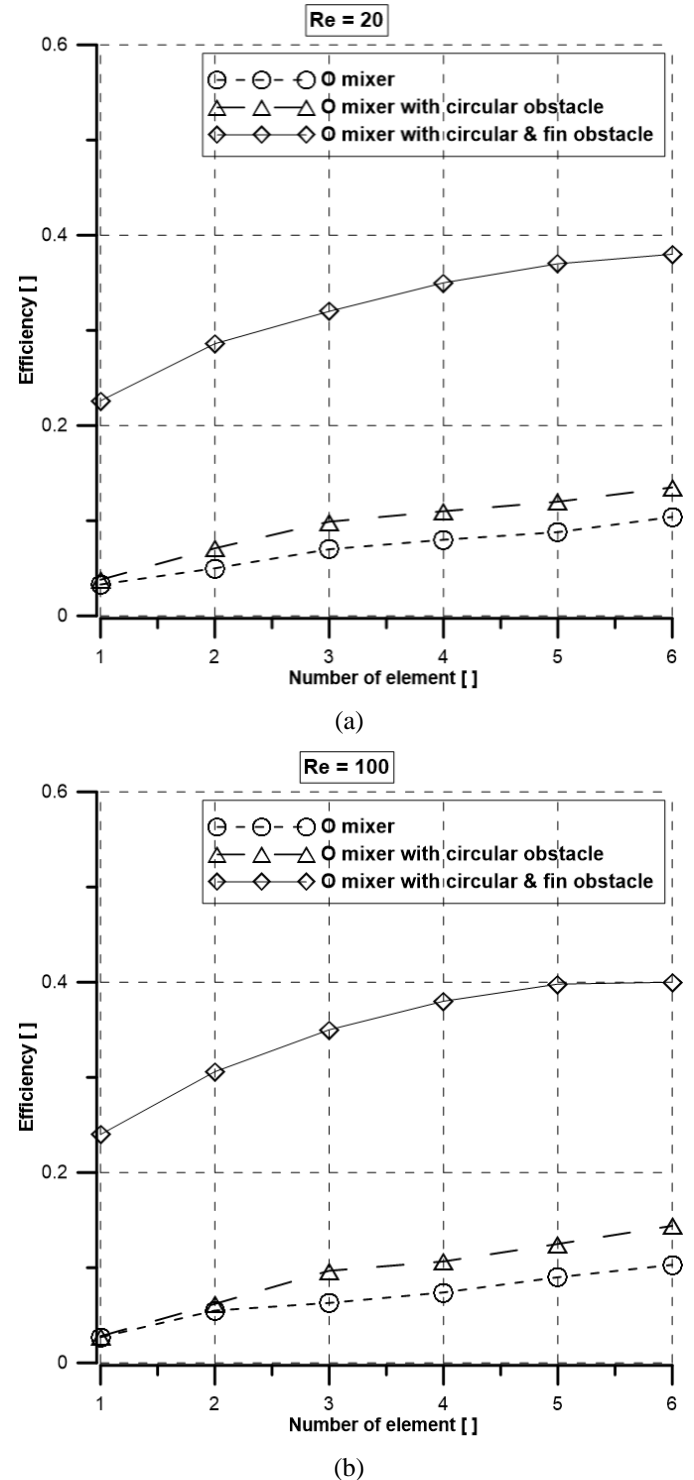 Re = 20
0.6
O mixer
O mixer with circular obstacle
O mixer with circular & fin obstacle
0.4
Efficiency [ ]
0.2
0
1 2 3 4 5 6
Number of element [ ]
(a)
Re = 100
0.6
O mixer
O mixer with circular obstacle
O mixer with circular & fin obstacle
0.4
Efficiency [ ]
0.2
0
1 2 3 4 5 6
Number of element [ ]
(b)